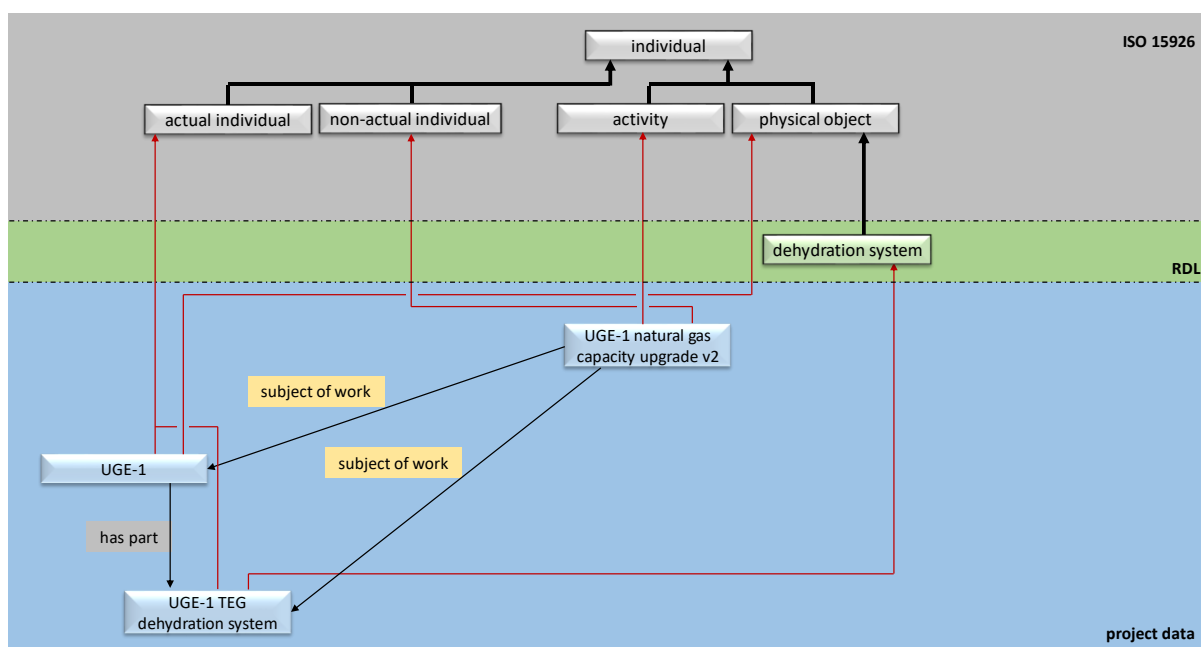 individual
ISO 15926
actual individual
non-actual individual
activity
physical object
dehydration system
RDL
UGE-1 natural gas
capacity upgrade v2
subject of work
subject of work
UGE-1
has part
UGE-1 TEG
dehydration system
project data